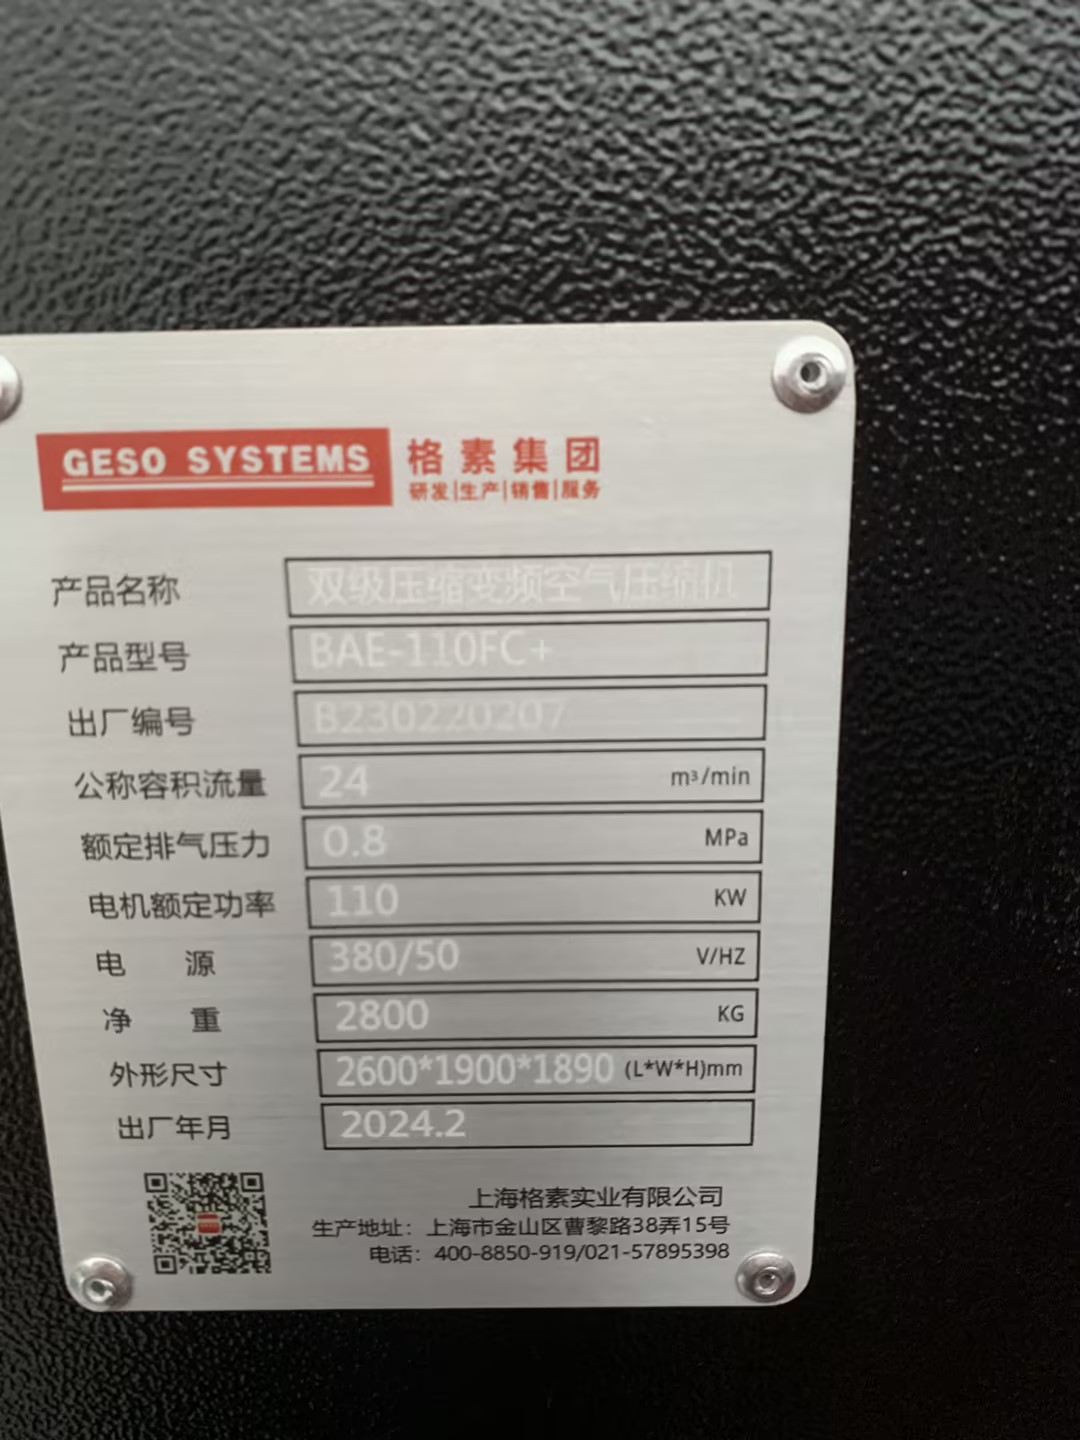 GESO SYSTEMS 格素集团
研发|生产|销售|服务
产品名称 双级压缩变频空气压缩机
产品型号 BAE-110FC+
出厂编号 B230220207
公称容积流量 24 m³/min
额定排气压力 0.8 MPa
电机额定功率 110 KW
电源 380/50 V/HZ
净重 2800 KG
外形尺寸 2600*1900*1890 (L*W*H)mm
出厂年月 2024.2
上海格素实业有限公司
生产地址：上海市金山区曹黎路38弄15号
电话：400-8850-919/021-57895398